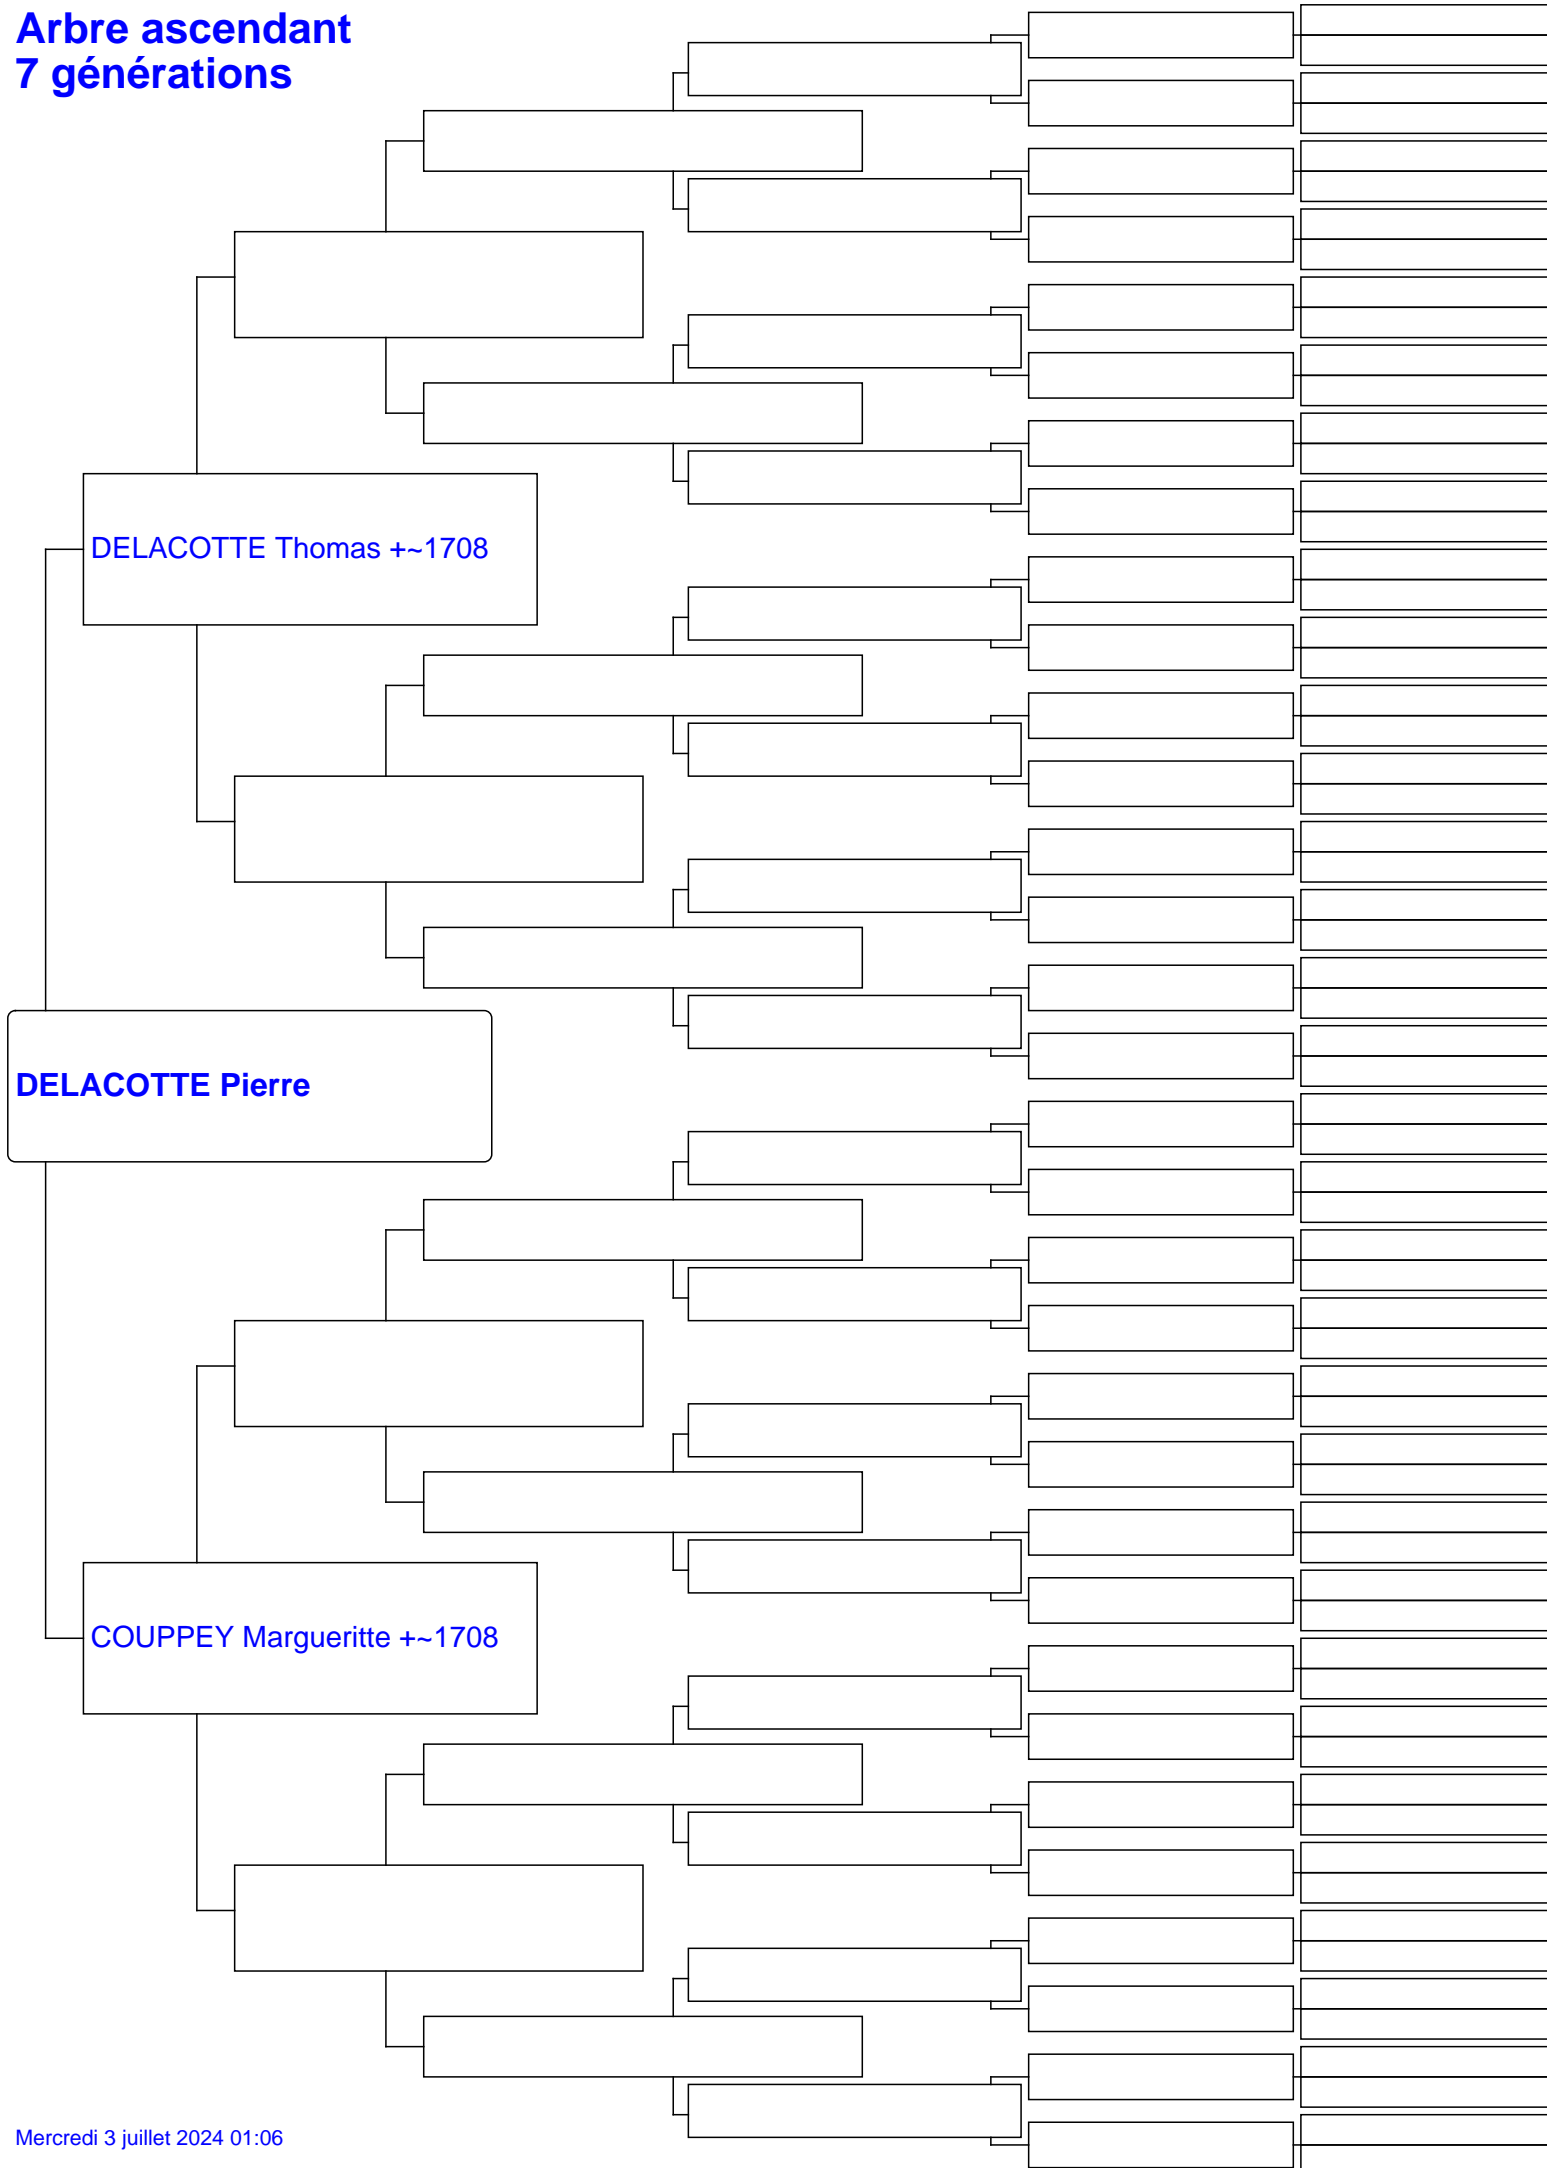 Arbre ascendant
7 générations
DELACOTTE Thomas +~1708
DELACOTTE Pierre
COUPPEY Margueritte +~1708
Mercredi 3 juillet 2024 01:06